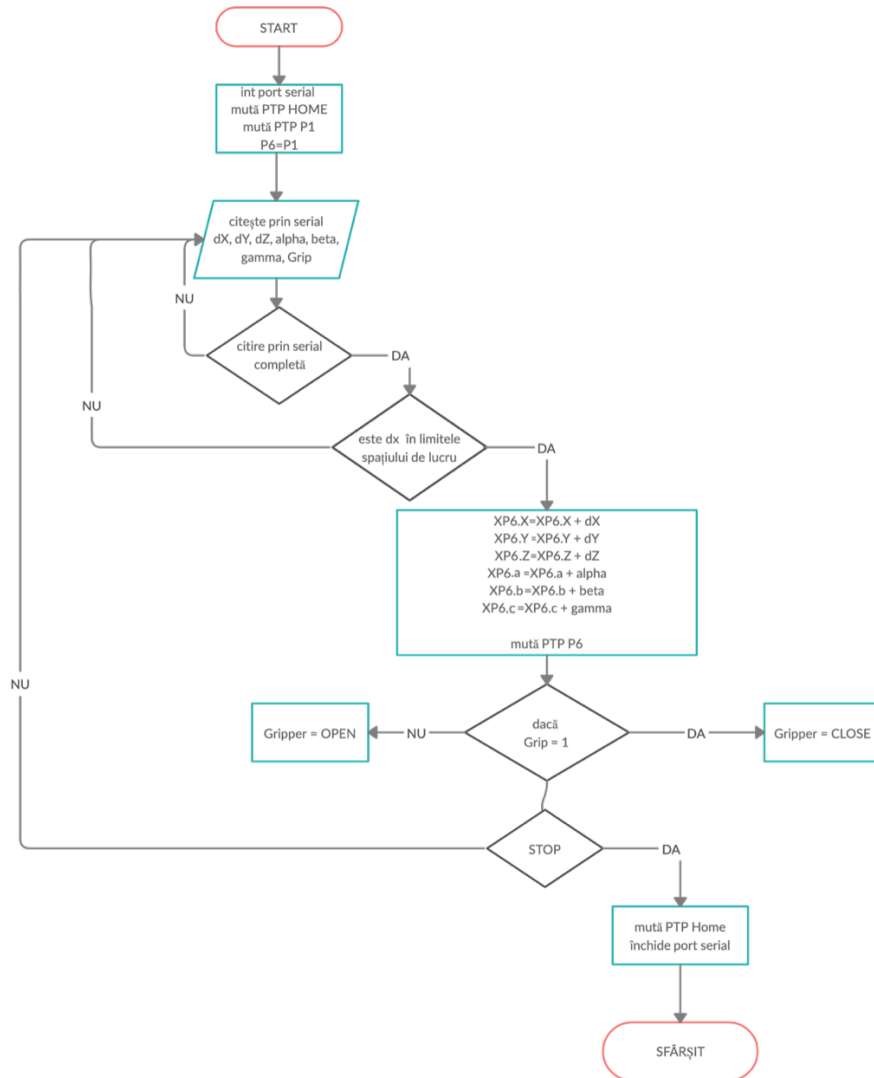 START
int port serial
mută PTP HOME
mută PTP P1
P6=P1
citește prin serial
dX, dY, dZ, alpha, beta,
gamma, Grip
NU
citire prin serial
completă
DA
NU
este dx în limitele
spațiului de lucru
DA
XP6.X=XP6.X + dX
XP6.Y =XP6.Y + dY
XP6.Z=XP6.Z + dZ
XP6.a =XP6.a + alpha
XP6.b=XP6.b + beta
XP6.c =XP6.c + gamma
mută PTP P6
NU
Gripper = OPEN
NU
dacă
Grip = 1
DA
Gripper = CLOSE
STOP
DA
mută PTP Home
închide port serial
SFÂRȘIT